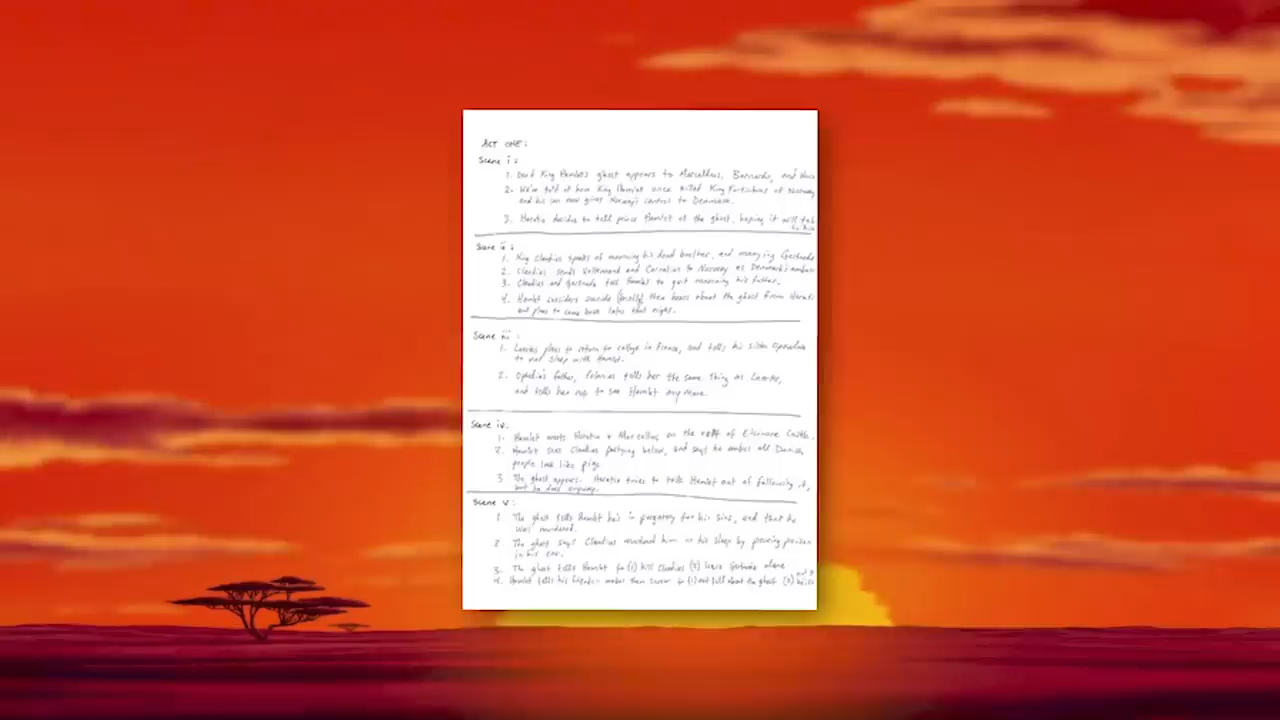 ACT ONE:
Scene i:
1. Dead King Hamlet's ghost appears to Marcellus, Barnardo, and
2. We're told of how King Hamlet once killed King Fortinbras of Norway
and his son now gives Norway's control to Denmark.
3. Horatio decides to tell prince Hamlet of the ghost, hoping it will talk
to him
Scene ii:
1. King Claudius speaks of mourning his dead brother, and marrying Gertrude
2. Claudius sends Voltemand and Cornelius to Norway as Denmark's
3. Claudius and Gertrude tell Hamlet to quit mourning his father.
4. Hamlet considers suicide (briefly) then hears about the ghost from Horatio
and plans to come back later that night.
Scene iii:
1. Laertes plans to return to college in France, and tells his sister
to not sleep with Hamlet.
2. Ophelia's father, Polonius tells her the same thing as Laertes,
and tells her not to see Hamlet any more.
Scene iv:
1. Hamlet meets Horatio + Marcellus on the roof of Elsinore Castle.
2. Hamlet sees Claudius partying below, and says he makes all Danish
people look like pigs
3 The ghost appears. Horatio tries to talk Hamlet out of following it,
but he does anyway.
Scene v:
1 The ghost tells Hamlet he's in purgatory for his sins, and that he
was murdered.
2 The ghost says Claudius murdered him in his sleep by pouring poison
in his ear.
3. The ghost tells Hamlet to (1) kill Claudius (2) leave Gertrude alone
4. Hamlet tells his friends makes them swear to (1) not tell about the ghost (2)